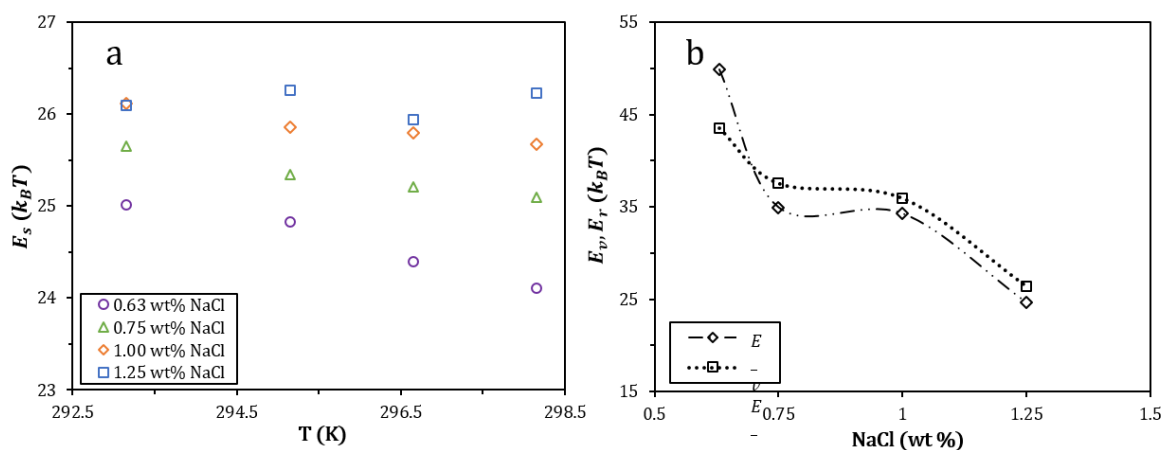 a
27
26
25
24
23
E_s (k_BT)
0.63 wt% NaCl
0.75 wt% NaCl
1.00 wt% NaCl
1.25 wt% NaCl
292.5 294.5 296.5 298.5
T (K)
b
55
45
35
25
15
E_v, E_r (k_BT)
E
_
v
E
_
0.5 0.75 1 1.25 1.5
NaCl (wt %)